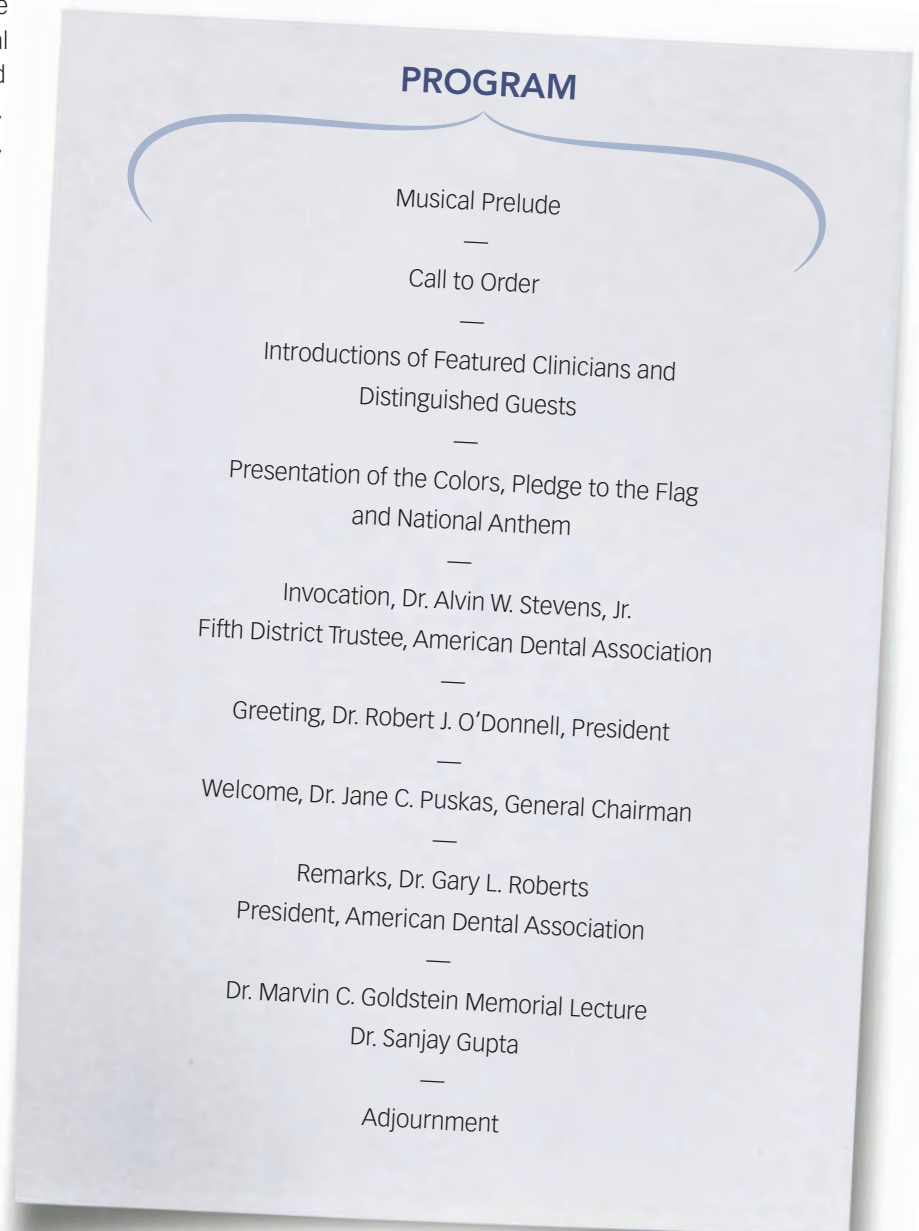 PROGRAM
Musical Prelude
—
Call to Order
—
Introductions of Featured Clinicians and
Distinguished Guests
—
Presentation of the Colors, Pledge to the Flag
and National Anthem
—
Invocation, Dr. Alvin W. Stevens, Jr.
Fifth District Trustee, American Dental Association
—
Greeting, Dr. Robert J. O’Donnell, President
—
Welcome, Dr. Jane C. Puskas, General Chairman
—
Remarks, Dr. Gary L. Roberts
President, American Dental Association
—
Dr. Marvin C. Goldstein Memorial Lecture
Dr. Sanjay Gupta
—
Adjournment